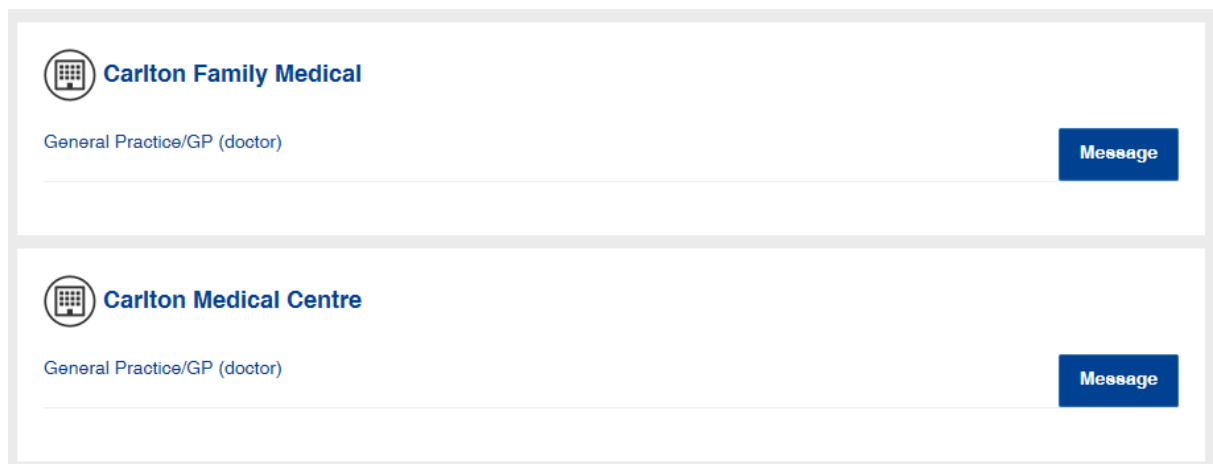 Carlton Family Medical
General Practice/GP (doctor)
Message
Carlton Medical Centre
General Practice/GP (doctor)
Message